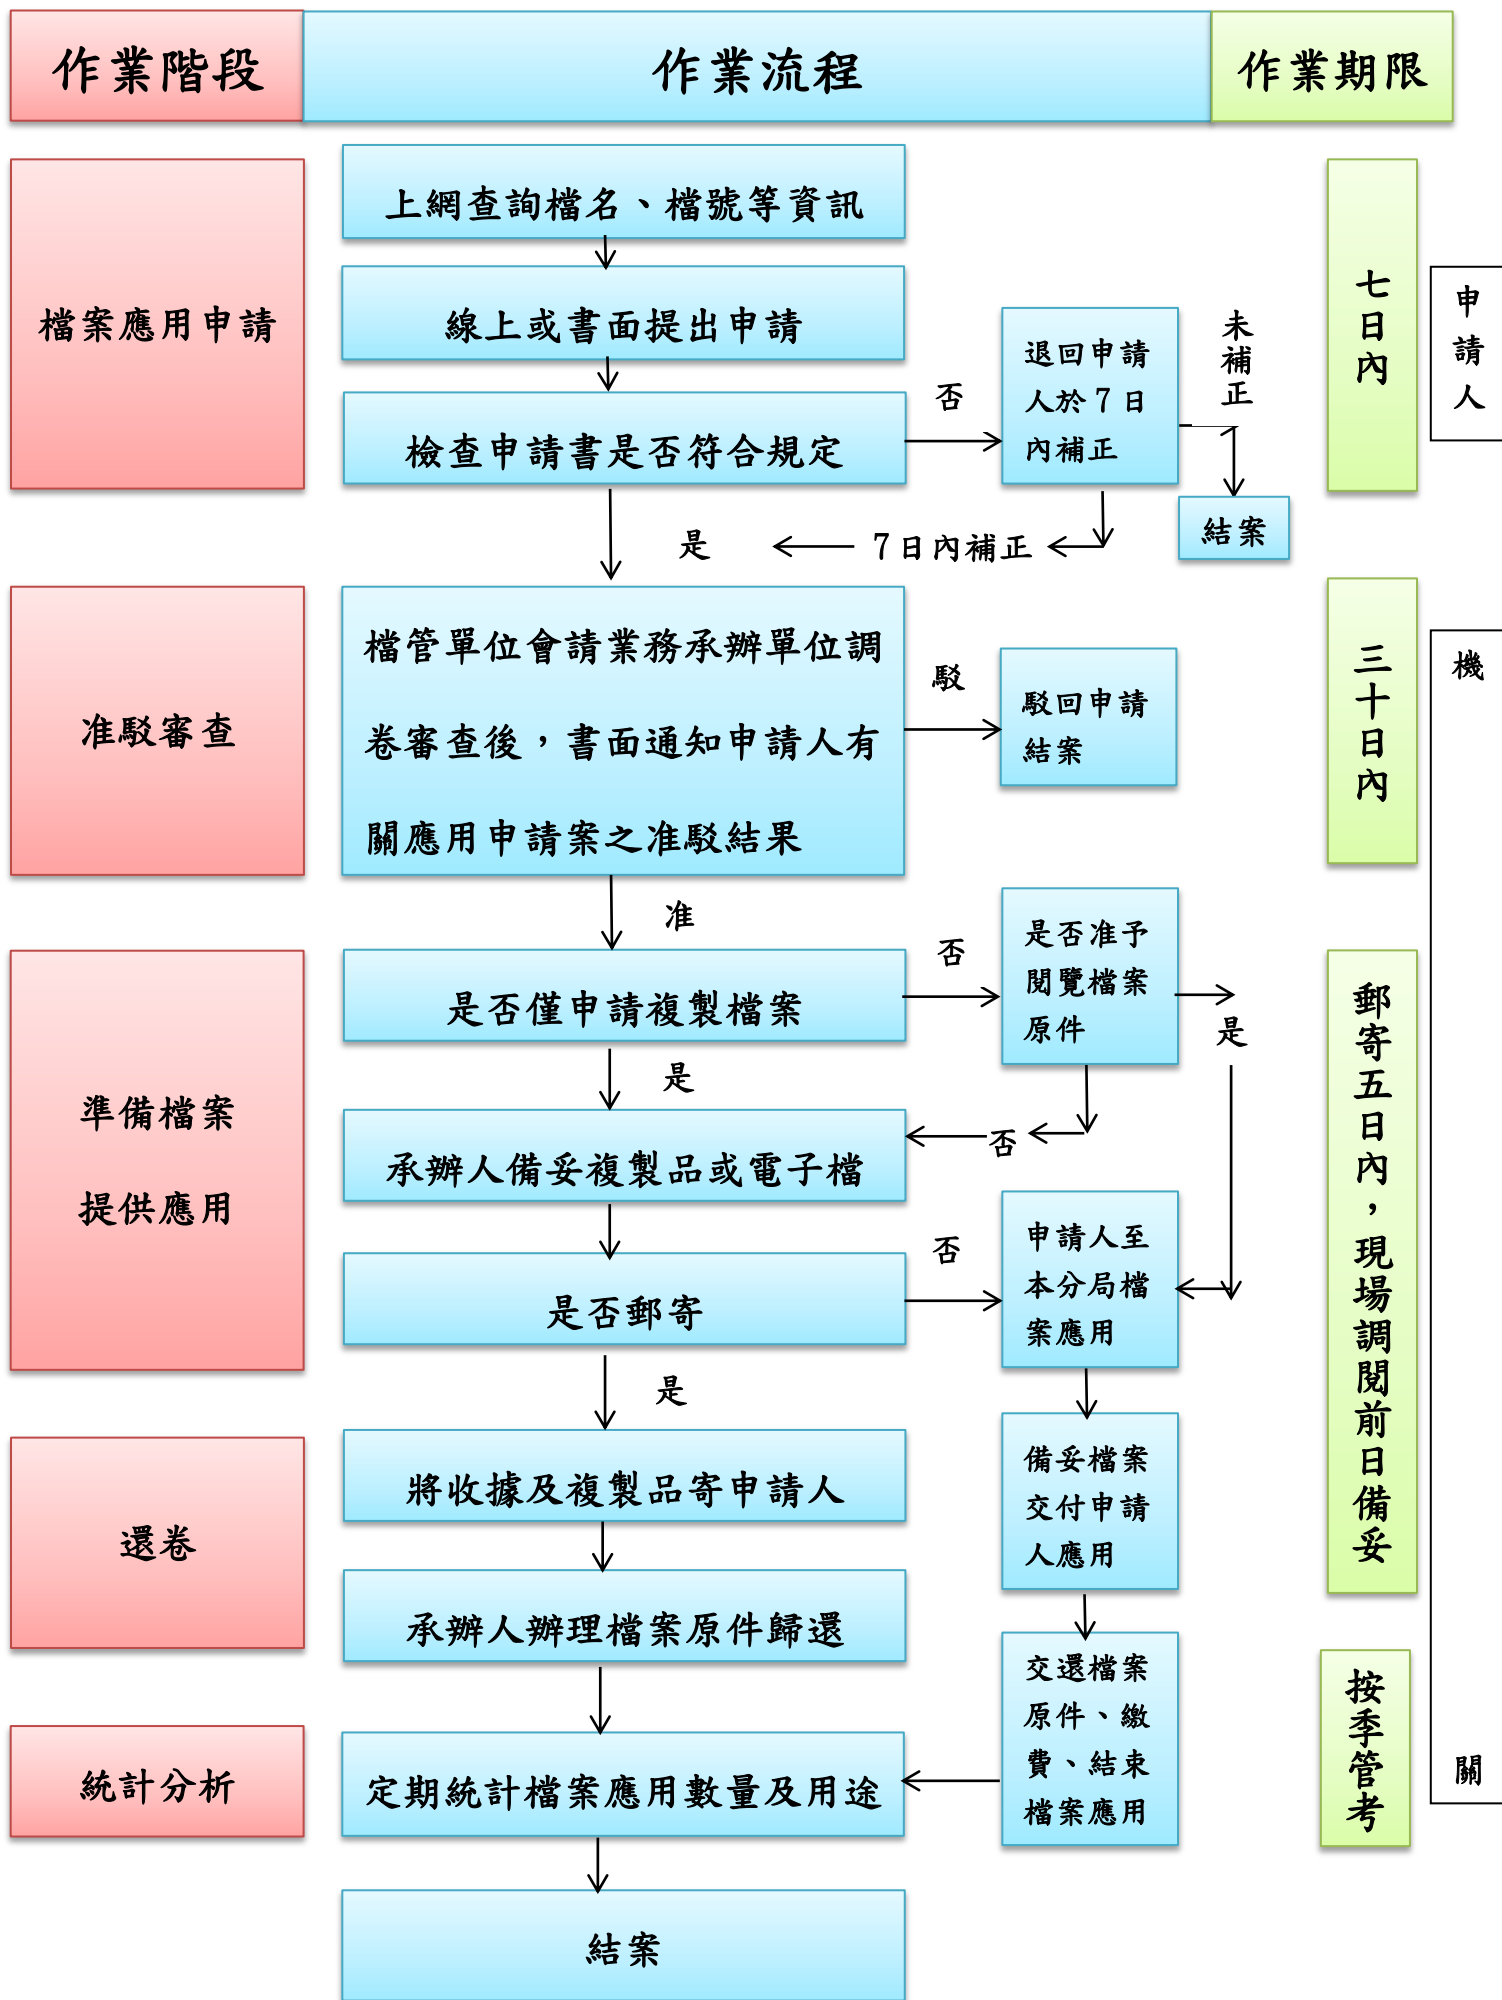 作業階段
作業流程
作業期限
檔案應用申請
上網查詢檔名、檔號等資訊
線上或書面提出申請
檢查申請書是否符合規定
否
退回申請
人於7日
內補正
未補正
結案
是
7日內補正
七日內
申請人
准駁審查
檔管單位會請業務承辦單位調
卷審查後，書面通知申請人有
關應用申請案之准駁結果
駁
駁回申請
結案
三十日內
機
准
準備檔案
提供應用
是否僅申請複製檔案
否
是否准予
閱覽檔案
原件
是
是
承辦人備妥複製品或電子檔
否
是否郵寄
否
申請人至
本分局檔
案應用
郵寄五日內，現場調閱前日備妥
是
還卷
將收據及複製品寄申請人
備妥檔案
交付申請
人應用
承辦人辦理檔案原件歸還
交還檔案
原件、繳
費、結束
檔案應用
統計分析
定期統計檔案應用數量及用途
按季管考
關
結案